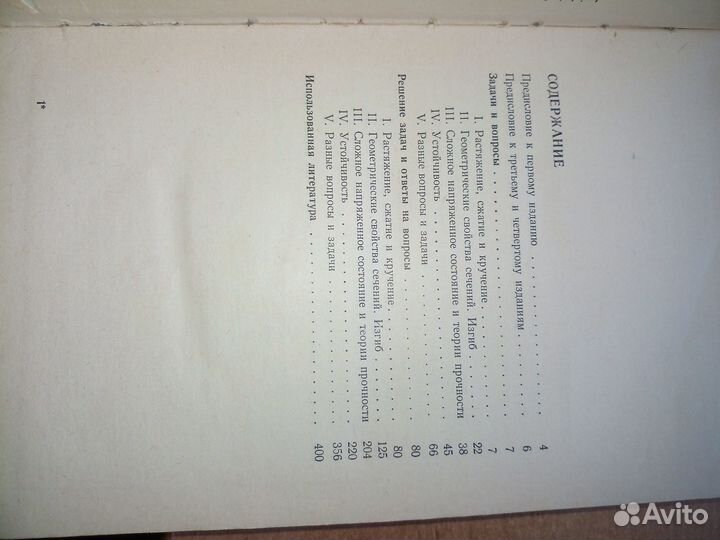 СОДЕРЖАНИЕ
Предисловие к первому изданию . . . . . . . . . . . . . . . 4
Предисловие к третьему и четвертому изданиям . . . . . . . . 6
Задачи и вопросы . . . . . . . . . . . . . . . . . . . . . 7
I. Растяжение, сжатие и кручение . . . . . . . . . . . 7
II. Геометрические свойства сечений. Изгиб . . . . . . . 22
III. Сложное напряженное состояние и теории прочности 38
IV. Устойчивость . . . . . . . . . . . . . . . . . . 45
V. Разные вопросы и задачи . . . . . . . . . . . . . 66
Решение задач и ответы на вопросы . . . . . . . . . . . . . 80
I. Растяжение, сжатие и кручение . . . . . . . . . . . 80
II. Геометрические свойства сечений. Изгиб . . . . . . . 125
III. Сложное напряженное состояние и теории прочности 204
IV. Устойчивость . . . . . . . . . . . . . . . . . . 220
V. Разные вопросы и задачи . . . . . . . . . . . . . 356
Использованная литература . . . . . . . . . . . . . . . . . 400
1*
Avito